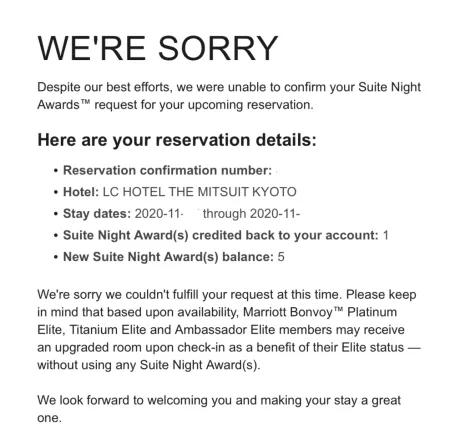 WE'RE SORRY
Despite our best efforts, we were unable to confirm your Suite Night
Awards™ request for your upcoming reservation.
Here are your reservation details:
• Reservation confirmation number:
• Hotel: LC HOTEL THE MITSUIT KYOTO
• Stay dates: 2020-11- through 2020-11-
• Suite Night Award(s) credited back to your account: 1
• New Suite Night Award(s) balance: 5
We're sorry we couldn't fulfill your request at this time. Please keep
in mind that based upon availability, Marriott Bonvoy™ Platinum
Elite, Titanium Elite and Ambassador Elite members may receive
an upgraded room upon check-in as a benefit of their Elite status —
without using any Suite Night Award(s).
We look forward to welcoming you and making your stay a great
one.